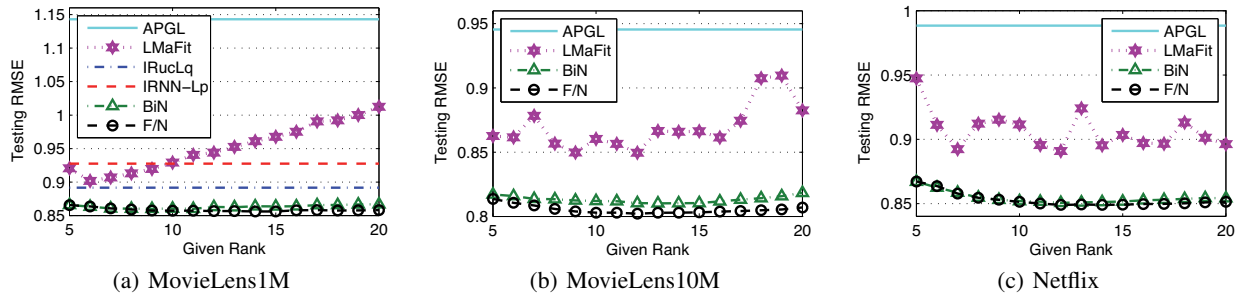 1.15
1.1
1.05
1
0.95
0.9
0.85
Testing RMSE
APGL
LMaFit
IRucLq
IRNN-Lp
BiN
F/N
5
10
15
20
Given Rank
(a) MovieLens1M
0.95
0.9
0.85
0.8
Testing RMSE
APGL
LMaFit
BiN
F/N
5
10
15
20
Given Rank
(b) MovieLens10M
1
0.95
0.9
0.85
Testing RMSE
APGL
LMaFit
BiN
F/N
5
10
15
20
Given Rank
(c) Netflix